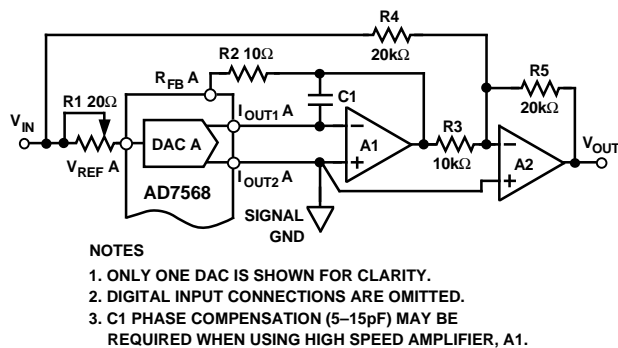 R4
20kΩ
R2 10Ω
R5
20kΩ
RFB A
C1
R1 20Ω
VIN
IOUT1 A
R3
10kΩ
A1
A2
VOUT
DAC A
VREF A
IOUT2 A
AD7568
SIGNAL
GND
NOTES
1. ONLY ONE DAC IS SHOWN FOR CLARITY.
2. DIGITAL INPUT CONNECTIONS ARE OMITTED.
3. C1 PHASE COMPENSATION (5–15pF) MAY BE
REQUIRED WHEN USING HIGH SPEED AMPLIFIER, A1.